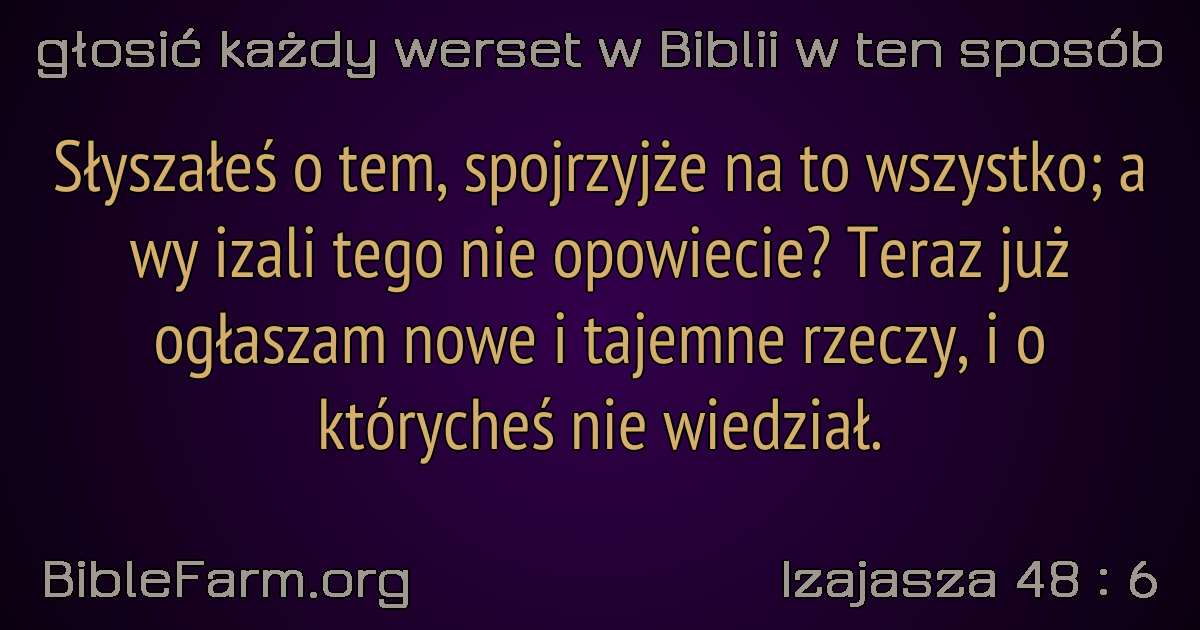 głosić każdy werset w Biblii w ten sposób
Słyszałeś o tem, spojrzyjże na to wszystko; a
wy izali tego nie opowiecie? Teraz już
ogłaszam nowe i tajemne rzeczy, i o
którycheś nie wiedział.
BibleFarm.org
Izajasza 48 : 6